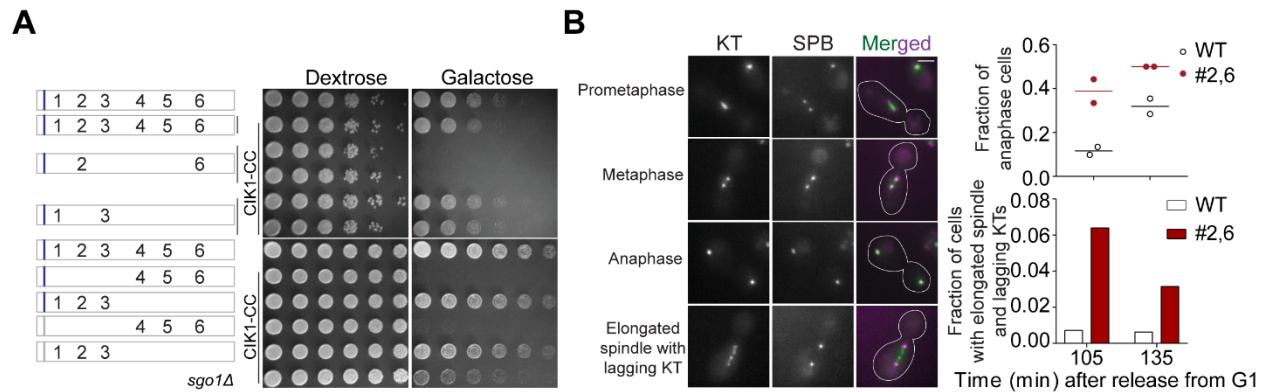 A
Dextrose
Galactose
1 2 3 4 5 6
1 2 3 4 5 6
2 6
1 3
1 2 3 4 5 6
4 5 6
1 2 3
4 5 6
1 2 3
sgo1Δ
CIK1-CC
CIK1-CC
B
KT
SPB
Merged
Prometaphase
Metaphase
Anaphase
Elongated
spindle with
lagging KT
Fraction of
anaphase cells
0.6
0.4
0.2
0.0
WT
#2,6
Fraction of cells
with elongated spindle
and lagging KTs
0.08
0.06
0.04
0.02
0.00
WT
#2,6
105
135
Time (min) after release from G1